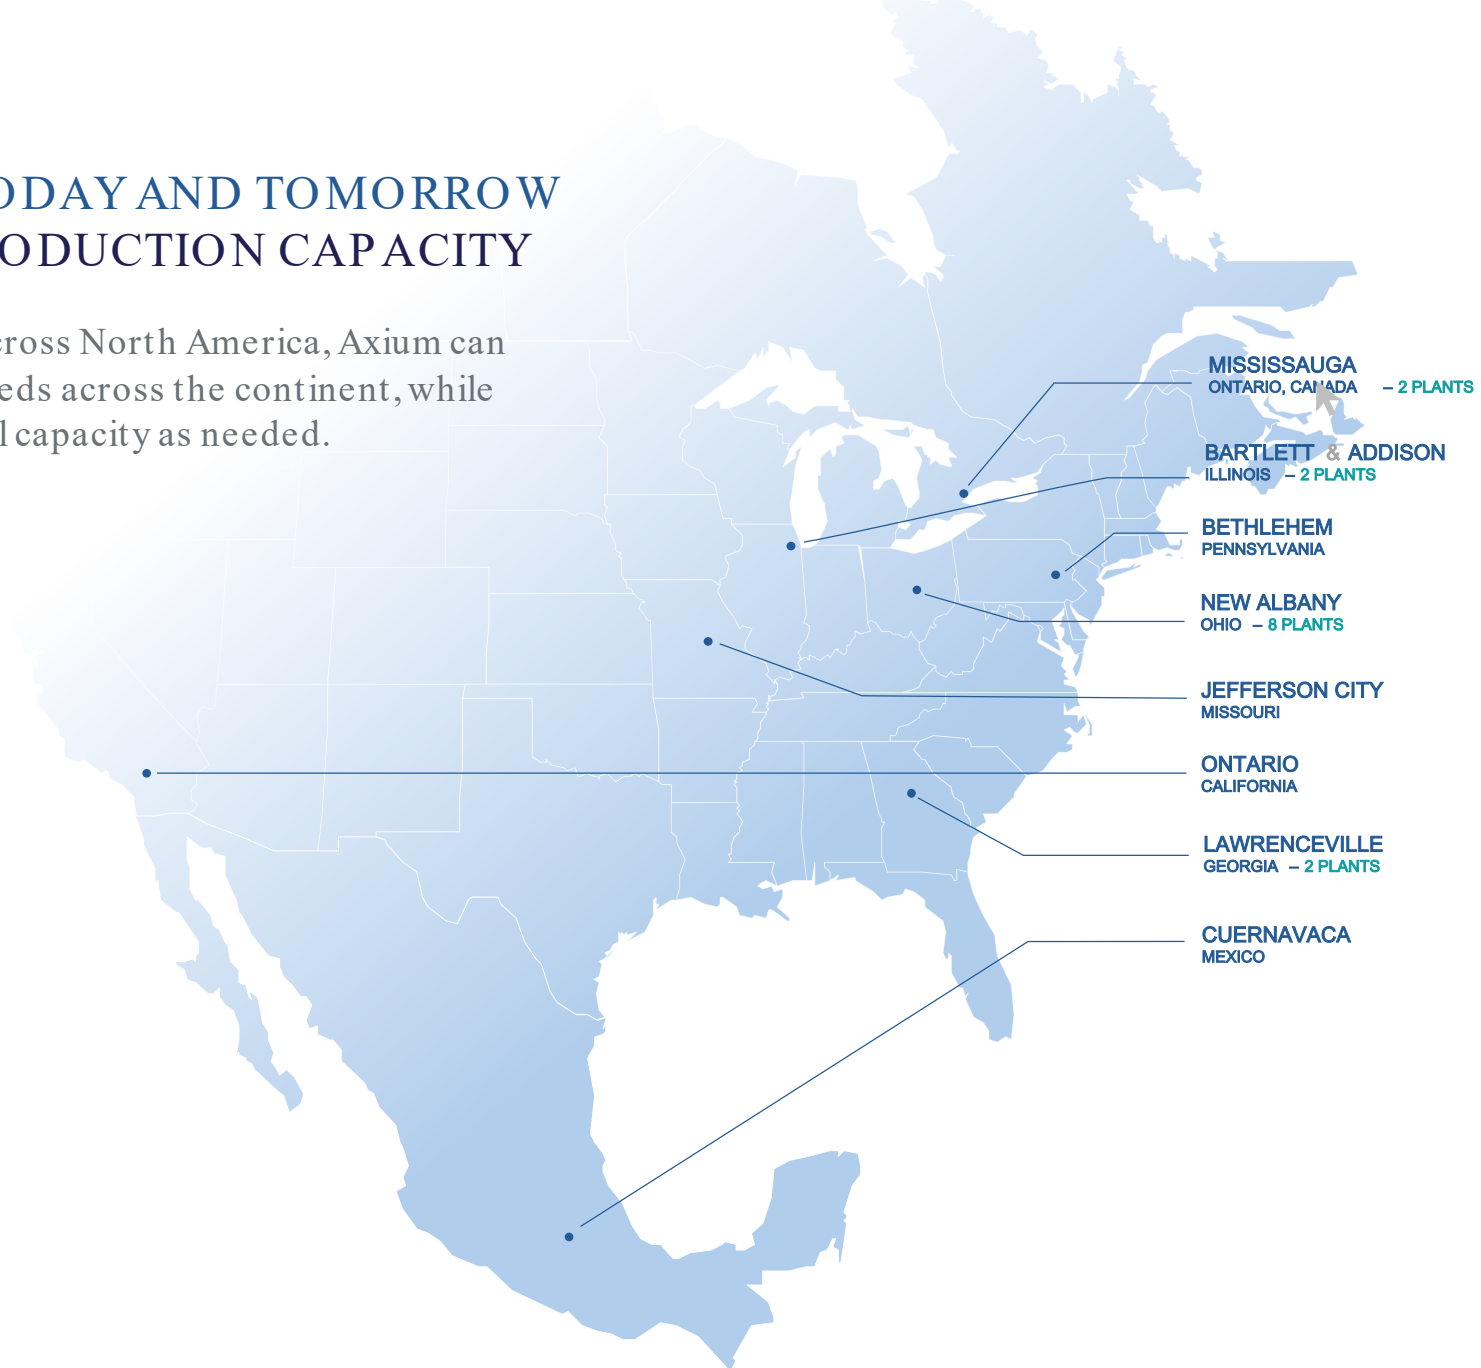 ODAY AND TOMORROW
ODUCTION CAPACITY
cross North America, Axium can
eds across the continent, while
l capacity as needed.
MISSISSAUGA
ONTARIO, CANADA – 2 PLANTS
BARTLETT & ADDISON
ILLINOIS – 2 PLANTS
BETHLEHEM
PENNSYLVANIA
NEW ALBANY
OHIO – 8 PLANTS
JEFFERSON CITY
MISSOURI
ONTARIO
CALIFORNIA
LAWRENCEVILLE
GEORGIA – 2 PLANTS
CUERNAVACA
MEXICO